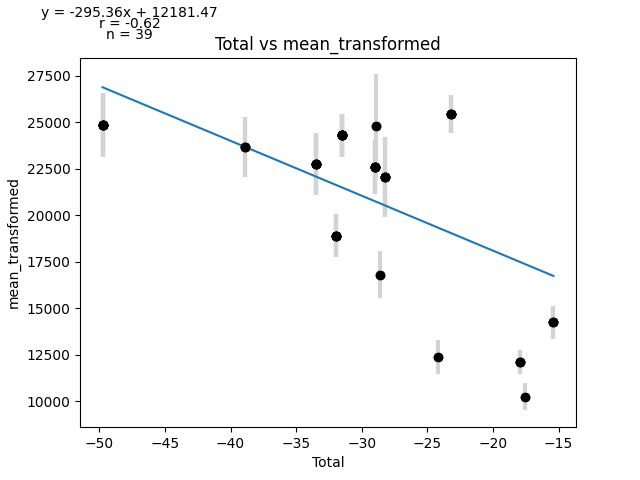 y = -295.36x + 12181.47
r = -0.62
n = 39
Total vs mean_transformed
27500
25000
22500
20000
17500
15000
12500
10000
mean_transformed
−50
−45
−40
−35
−30
−25
−20
−15
Total